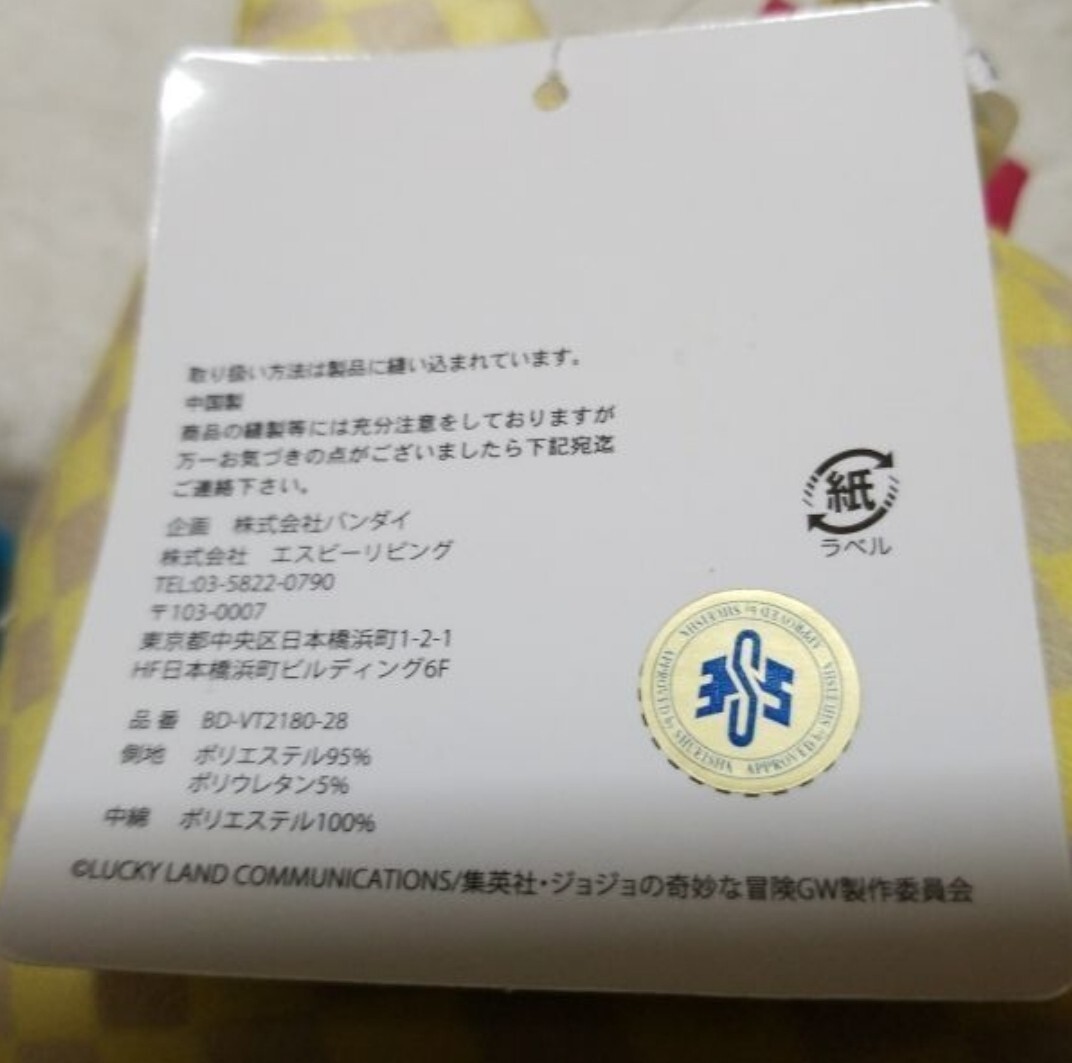 取り扱い方法は製品に縫い込まれています。
中国製
商品の縫製等には充分注意をしておりますが
万一お気づきの点がございましたら下記宛迄
ご連絡下さい。
企画 株式会社バンダイ
株式会社 エスビーリビング
TEL:03-5822-0790
〒103-0007
東京都中央区日本橋浜町1-2-1
HF日本橋浜町ビルディング6F
品番 BD-VT2180-28
側地 ポリエステル95%
ポリウレタン5%
中綿 ポリエステル100%
©LUCKY LAND COMMUNICATIONS/集英社・ジョジョの奇妙な冒険GW製作委員会
紙
ラベル
APPROVED by SHUEISHA APPROVED by SHUEISHA APPROVED by SHUEISHA